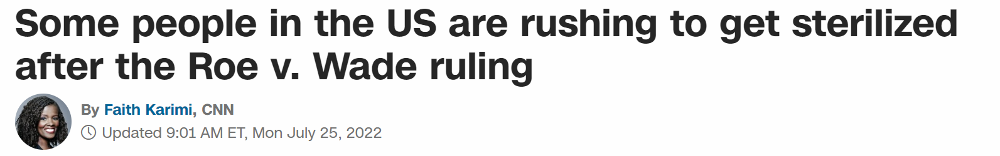 Some people in the US are rushing to get sterilized
after the Roe v. Wade ruling
By Faith Karimi, CNN
Updated 9:01 AM ET, Mon July 25, 2022